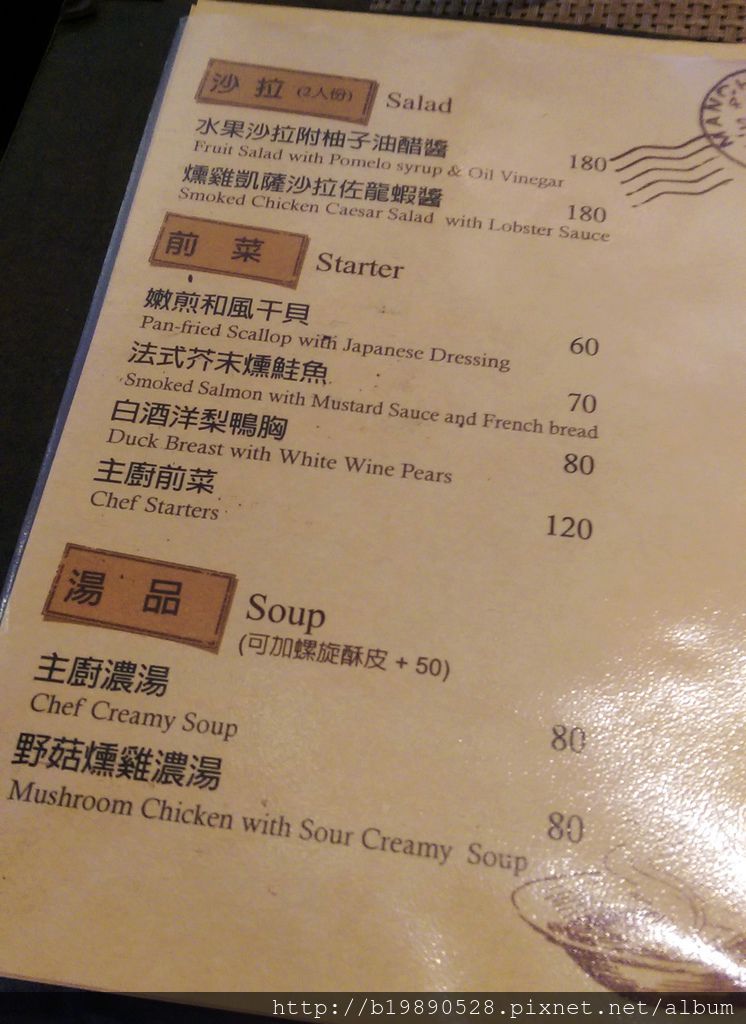 沙 拉 (2人份) Salad
水果沙拉附柚子油醋醬
Fruit Salad with Pomelo syrup & Oil Vinegar 180
燻雞凱薩沙拉佐龍蝦醬
Smoked Chicken Caesar Salad with Lobster Sauce 180
前 菜 Starter
嫩煎和風干貝
Pan-fried Scallop with Japanese Dressing 60
法式芥末燻鮭魚
Smoked Salmon with Mustard Sauce and French bread 70
白酒洋梨鴨胸
Duck Breast with White Wine Pears 80
主廚前菜
Chef Starters 120
湯 品 Soup
(可加螺旋酥皮 + 50)
主廚濃湯
Chef Creamy Soup 80
野菇燻雞濃湯
Mushroom Chicken with Sour Creamy Soup 80
http://b19890528.pixnet.net/album